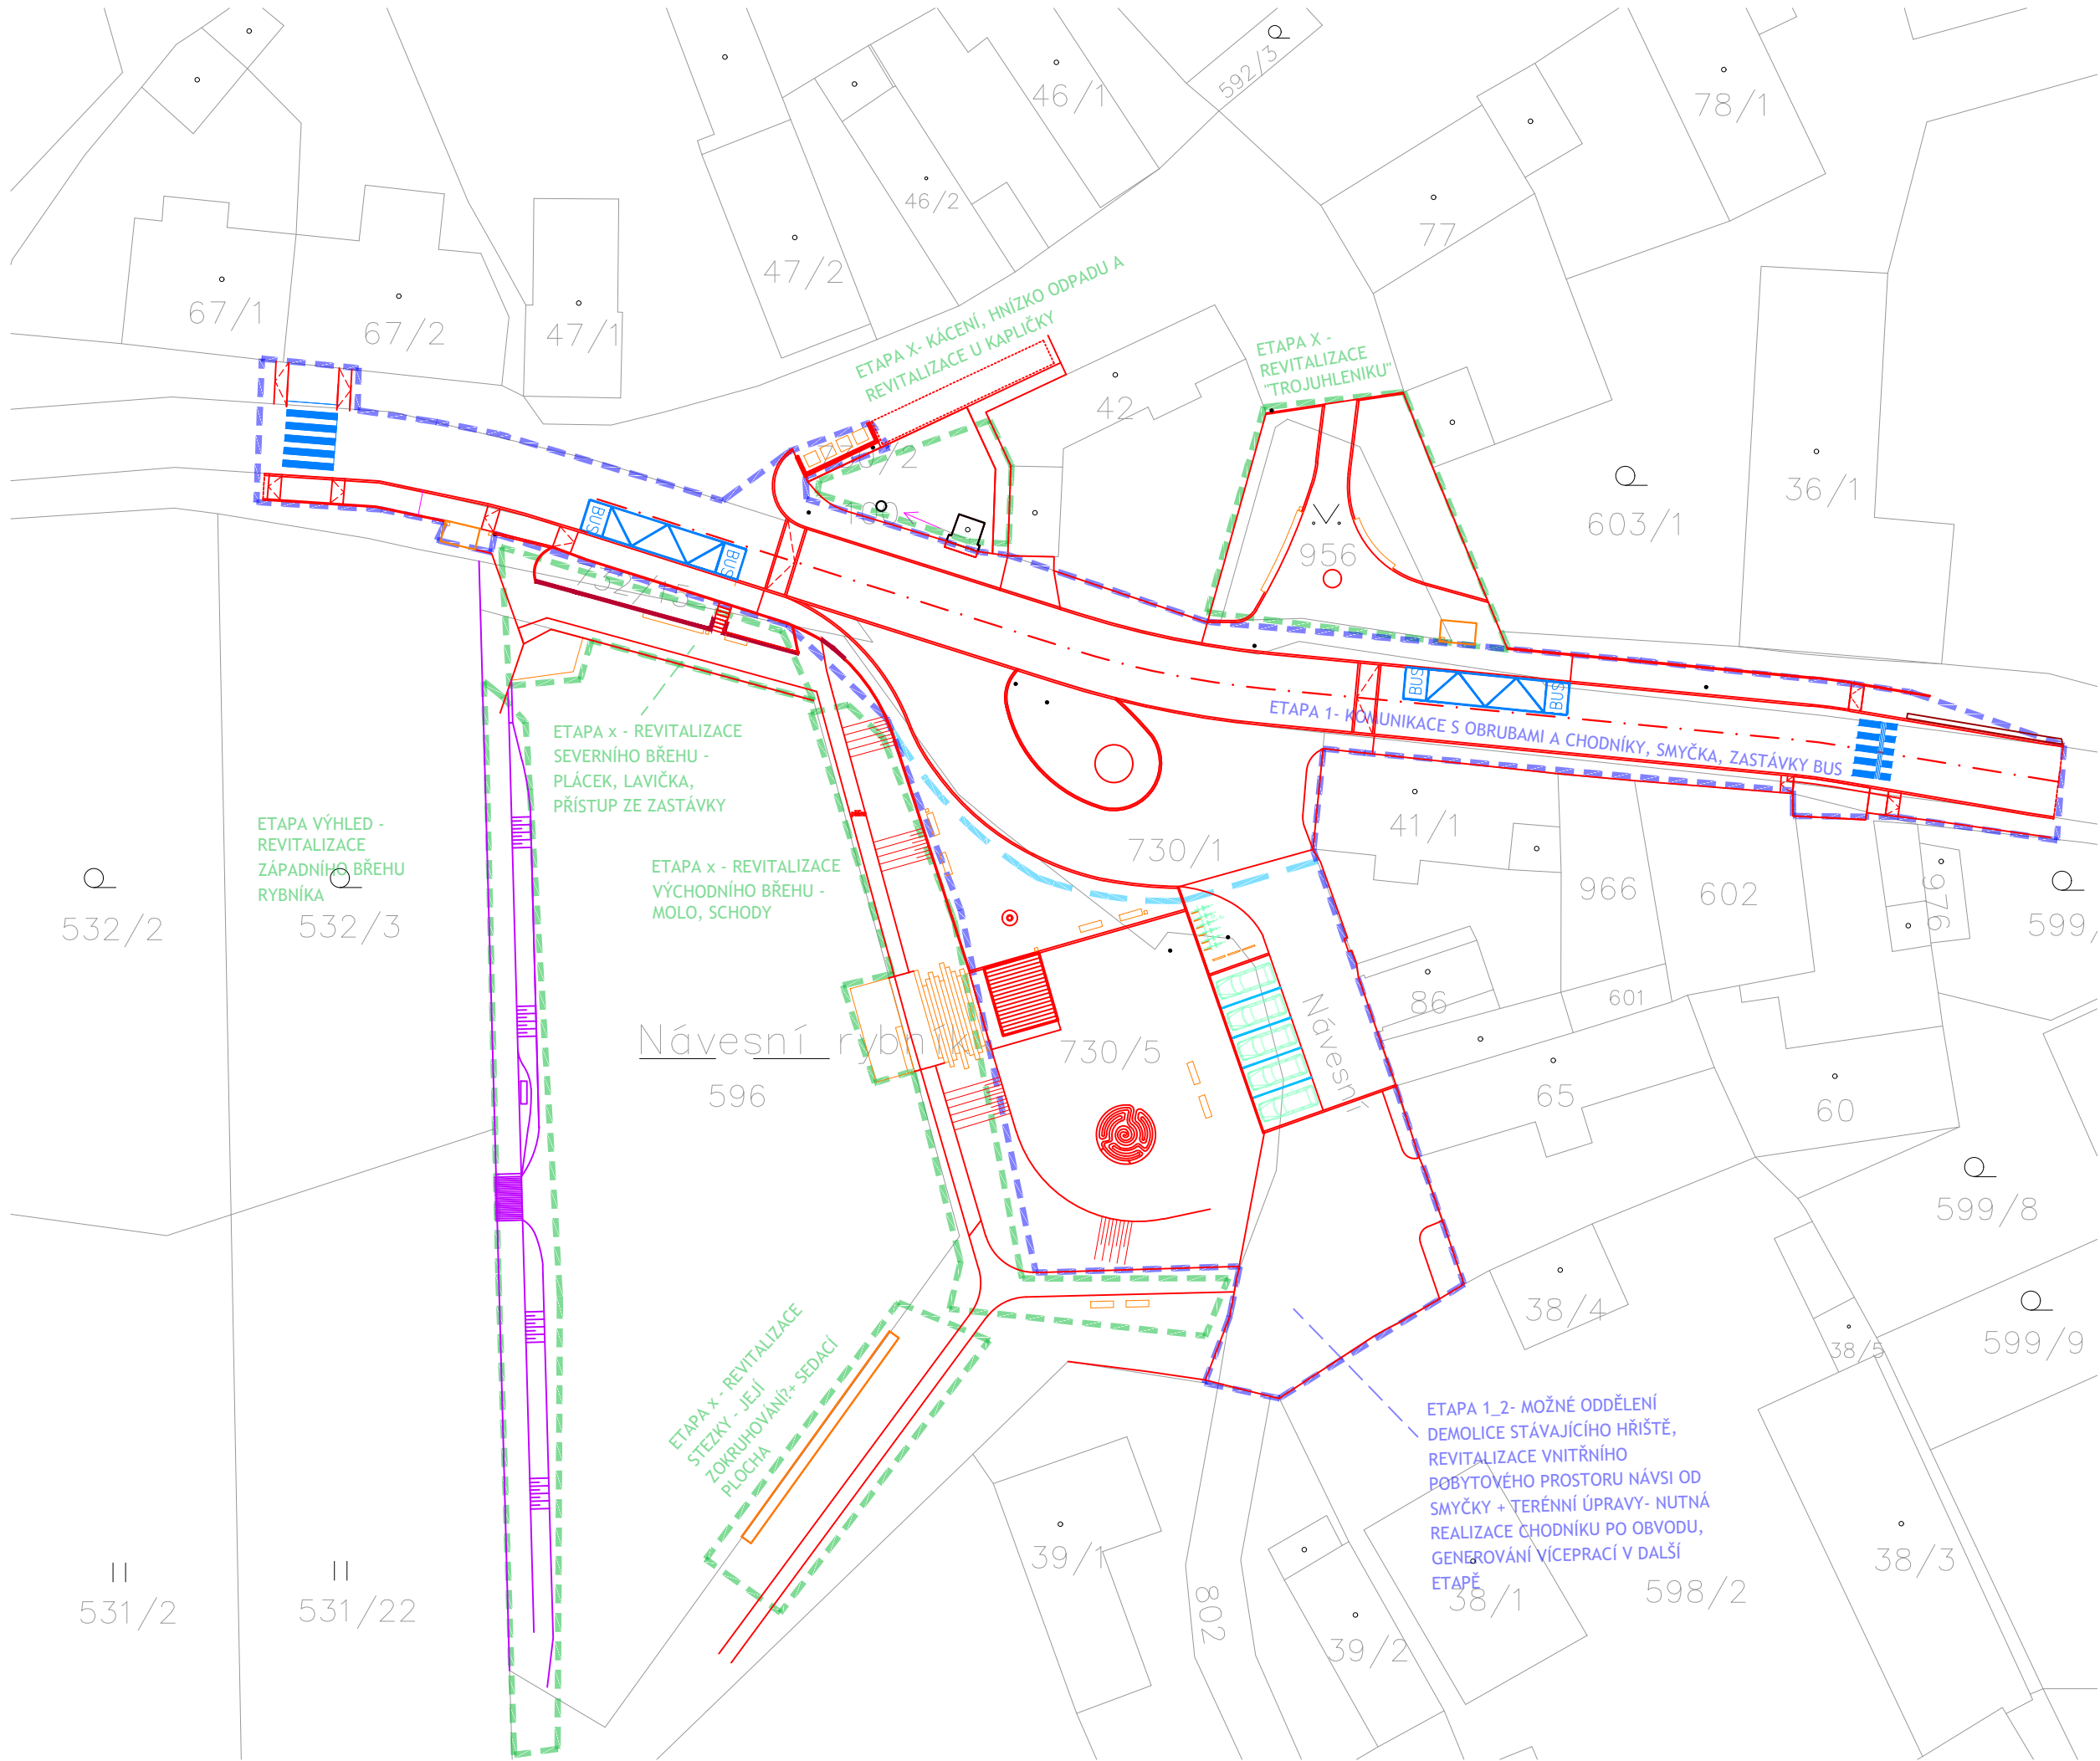 592/3
46/1
78/1
46/2
77
47/2
67/1
67/2
47/1
ETAPA X- KÁCENÍ, HNÍZKO ODPADU A
REVITALIZACE U KAPLIČKY
ETAPA X -
REVITALIZACE
"TROJUHLENIKU"
42
36/1
603/1
956
BUS
BUS
BUS
BUS
ETAPA 1- KOMUNIKACE S OBRUBAMI A CHODNÍKY, SMYČKA, ZASTÁVKY BUS
ETAPA x - REVITALIZACE
SEVERNÍHO BŘEHU -
PLÁCEK, LAVIČKA,
PŘÍSTUP ZE ZASTÁVKY
ETAPA VÝHLED -
REVITALIZACE
ZÁPADNÍHO BŘEHU
RYBNÍKA
ETAPA x - REVITALIZACE
VÝCHODNÍHO BŘEHU -
MOLO, SCHODY
41/1
730/1
966
602
976
532/2
532/3
599/
86
601
Návesní rybník
596
730/5
Návesní
65
60
599/8
38/4
38/5
599/9
ETAPA x - REVITALIZACE
STEZKY - JEJÍ
ZOKRUHOVÁNÍ?+ SEDACÍ
PLOCHA
ETAPA 1_2- MOŽNÉ ODDĚLENÍ
DEMOLICE STÁVAJÍCÍHO HŘIŠTĚ,
REVITALIZACE VNITŘNÍHO
POBYTOVÉHO PROSTORU NÁVSI OD
SMYČKY + TERÉNNÍ ÚPRAVY- NUTNÁ
REALIZACE CHODNÍKU PO OBVODU,
GENEROVÁNÍ VÍCEPRACÍ V DALŠÍ
ETAPĚ
39/1
38/3
38/1
598/2
531/2
531/22
802
39/2